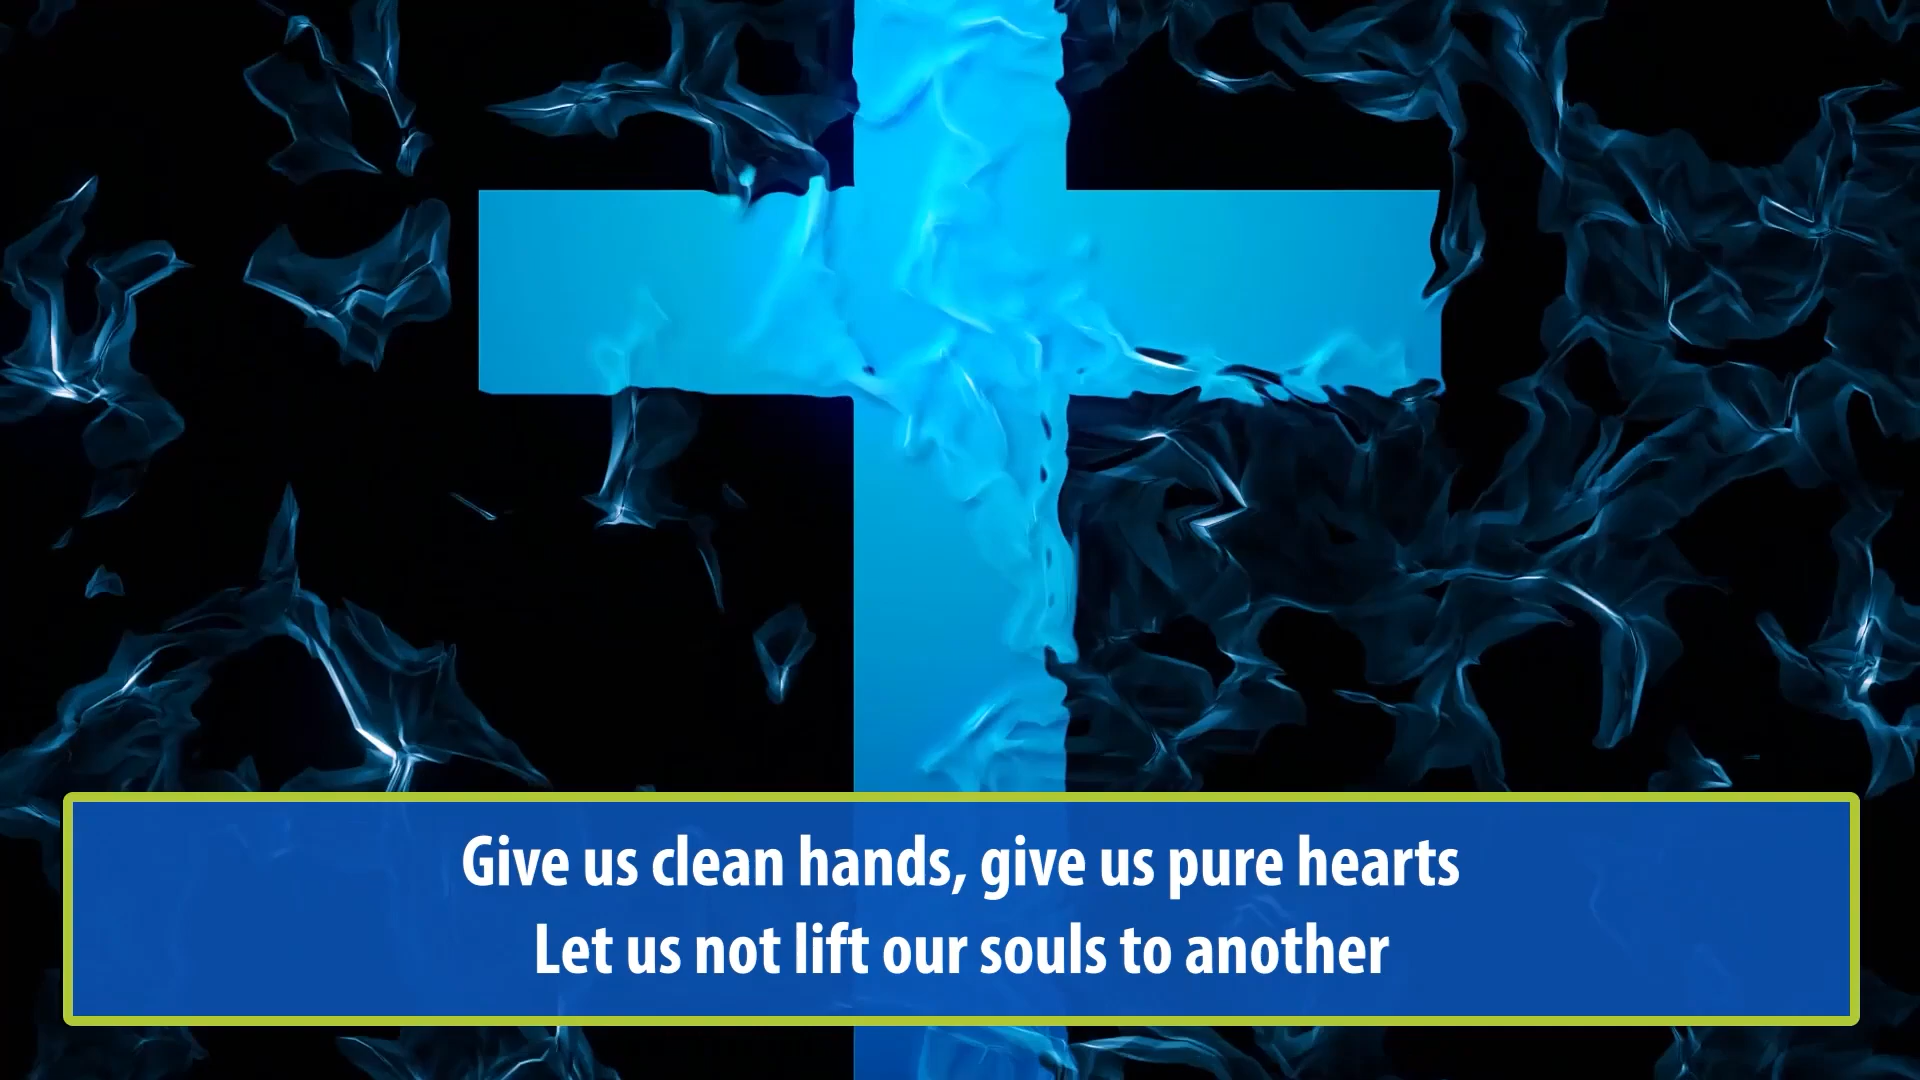 Give us clean hands, give us pure hearts
Let us not lift our souls to another